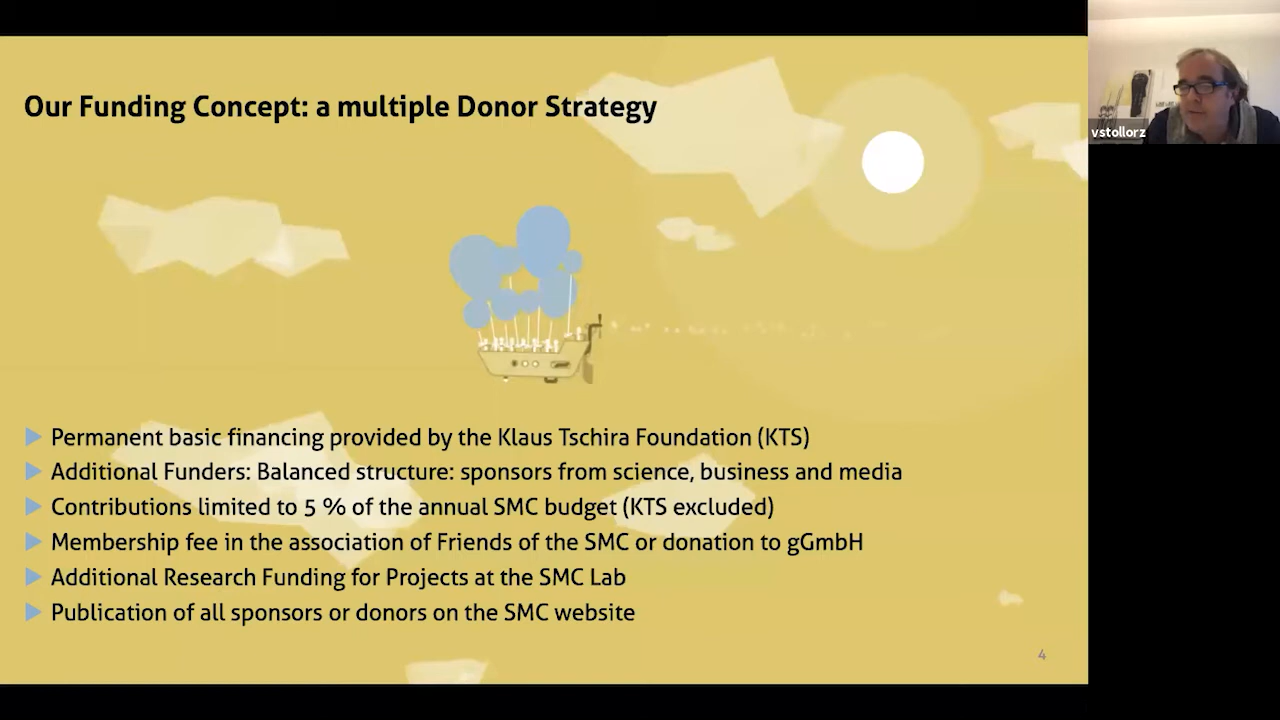 Our Funding Concept: a multiple Donor Strategy
vstollorz
Permanent basic financing provided by the Klaus Tschira Foundation (KTS)
Additional Funders: Balanced structure: sponsors from science, business and media
Contributions limited to 5 % of the annual SMC budget (KTS excluded)
Membership fee in the association of Friends of the SMC or donation to gGmbH
Additional Research Funding for Projects at the SMC Lab
Publication of all sponsors or donors on the SMC website
4